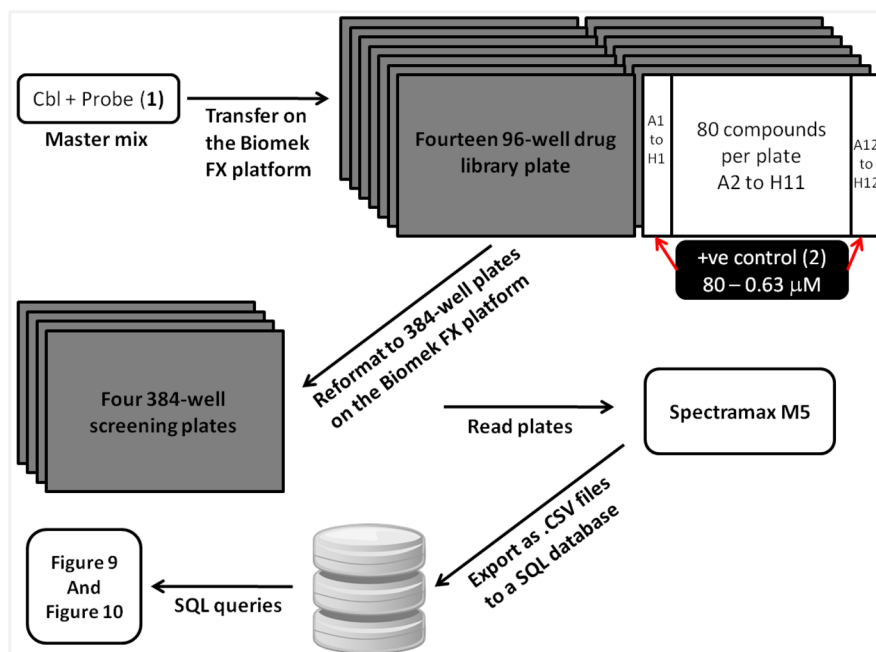 Cbl + Probe (1)
Master mix
Transfer on
the Biomek
FX platform
Fourteen 96-well drug
library plate
A1
to
H1
80 compounds
per plate
A2 to H11
A12
to
H12
+ve control (2)
80 – 0.63 μM
Reformat to 384-well plates
on the Biomek FX platform
Four 384-well
screening plates
Read plates
Spectramax M5
Export as .CSV files
to a SQL database
SQL queries
Figure 9
And
Figure 10